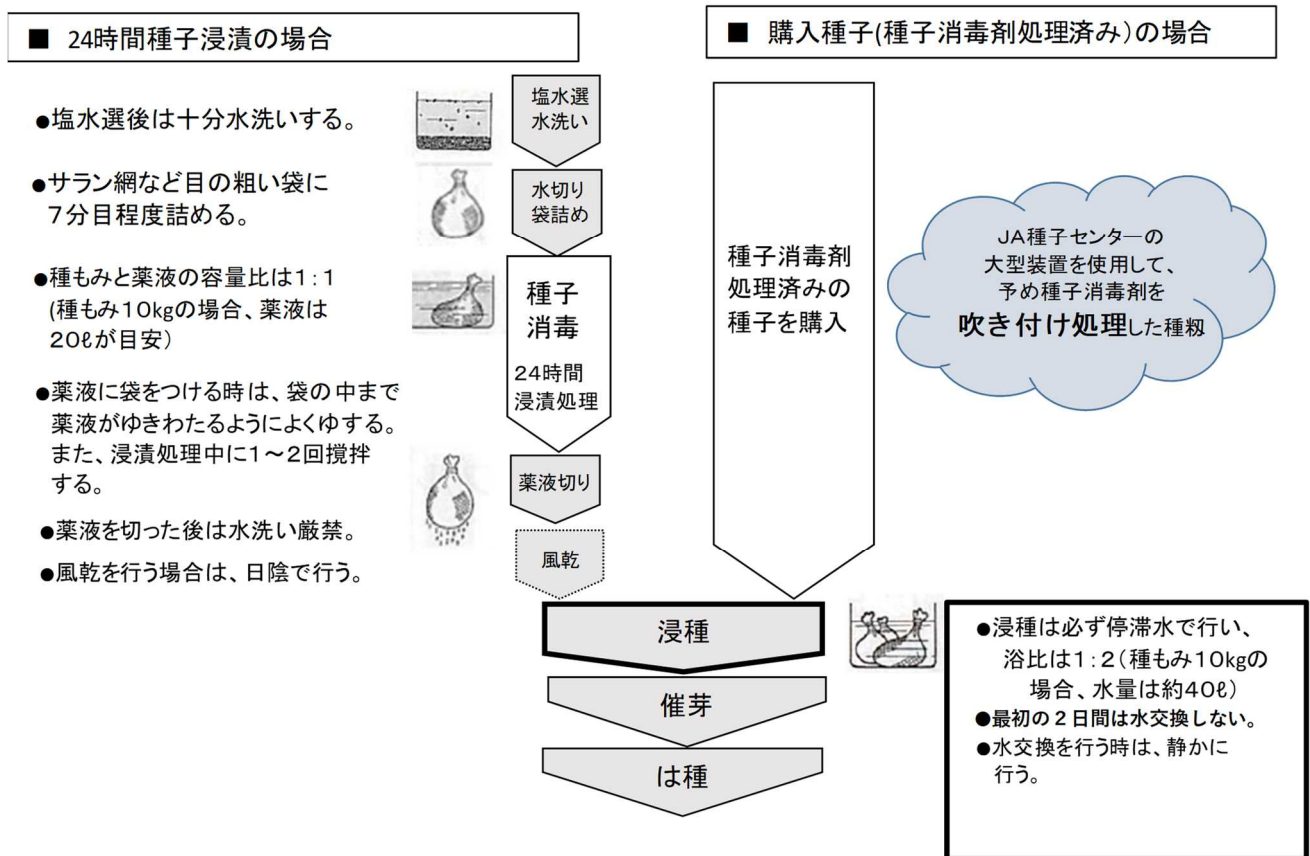 ■ 24時間種子浸漬の場合
●塩水選後は十分水洗いする。
●サラン網など目の粗い袋に
7分目程度詰める。
●種もみと薬液の容量比は1:1
(種もみ10kgの場合、薬液は
20ℓが目安)
●薬液に袋をつける時は、袋の中まで
薬液がゆきわたるようによくゆする。
また、浸漬処理中に1~2回撹拌
する。
●薬液を切った後は水洗い厳禁。
●風乾を行う場合は、日陰で行う。
塩水選
水洗い
水切り
袋詰め
種子
消毒
24時間
浸漬処理
薬液切り
風乾
■ 購入種子(種子消毒剤処理済み)の場合
種子消毒剤
処理済みの
種子を購入
JA種子センターの
大型装置を使用して、
予め種子消毒剤を
吹き付け処理した種籾
浸種
催芽
は種
●浸種は必ず停滞水で行い、
浴比は1:2(種もみ10kgの
場合、水量は約40ℓ)
●最初の2日間は水交換しない。
●水交換を行う時は、静かに
行う。